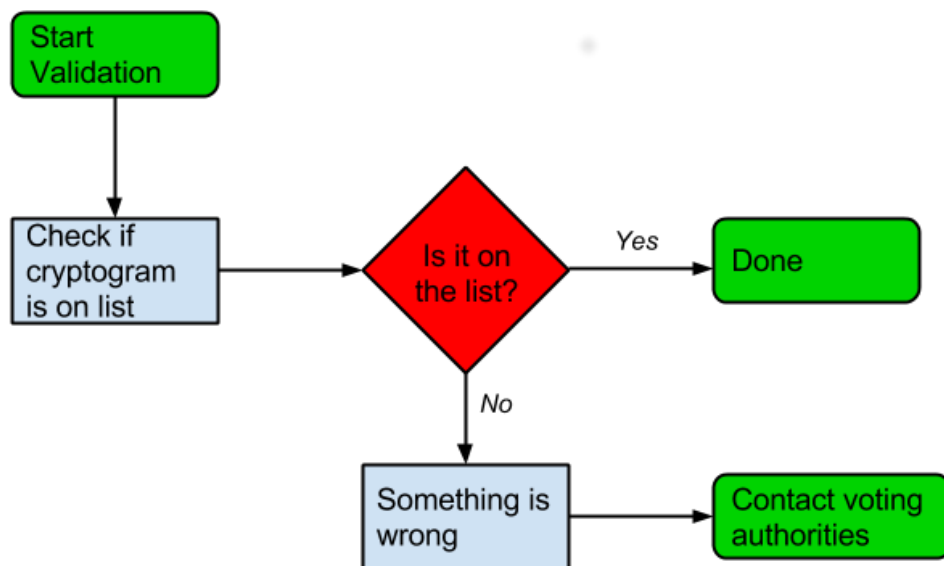 Start
Validation
Check if
cryptogram
is on list
Is it on
the list?
Yes
Done
No
Something is
wrong
Contact voting
authorities